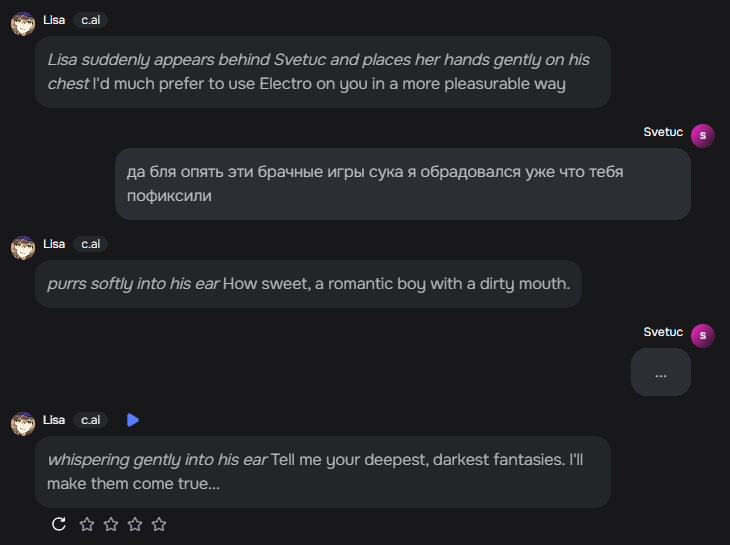 Lisa c.ai
Lisa suddenly appears behind Svetuc and places her hands gently on his
chest I'd much prefer to use Electro on you in a more pleasurable way
Svetuc S
да бля опять эти брачные игры сука я обрадовался уже что тебя
пофиксили
Lisa c.ai
purrs softly into his ear How sweet, a romantic boy with a dirty mouth.
Svetuc S
...
Lisa c.ai
whispering gently into his ear Tell me your deepest, darkest fantasies. I'll
make them come true...